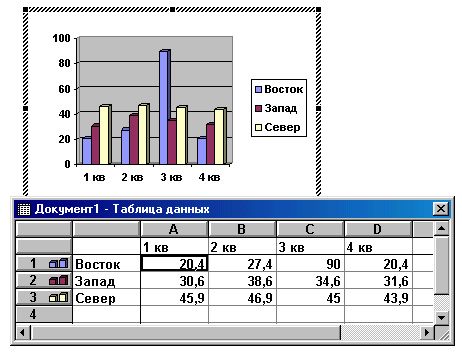 100
80
60
40
20
0
1 кв 2 кв 3 кв 4 кв
Восток
Запад
Север
Документ1 - Таблица данных
A B C D
1 кв 2 кв 3 кв 4 кв
1 Восток 20,4 27,4 90 20,4
2 Запад 30,6 38,6 34,6 31,6
3 Север 45,9 46,9 45 43,9
4